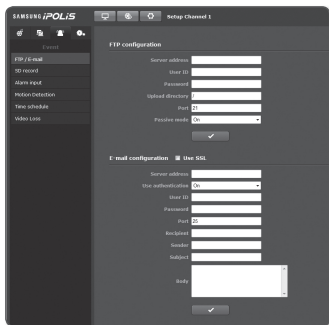 SAMSUNG iPOLiS
Setup Channel 1
Event
FTP / E-mail
SD record
Alarm input
Motion Detection
Time schedule
Video Loss
FTP configuration
Server address
User ID
Password
Upload directory /
Port 21
Passive mode On
E-mail configuration Use SSL
Server address
Use authentication On
User ID
Password
Port 25
Recipient
Sender
Subject
Body